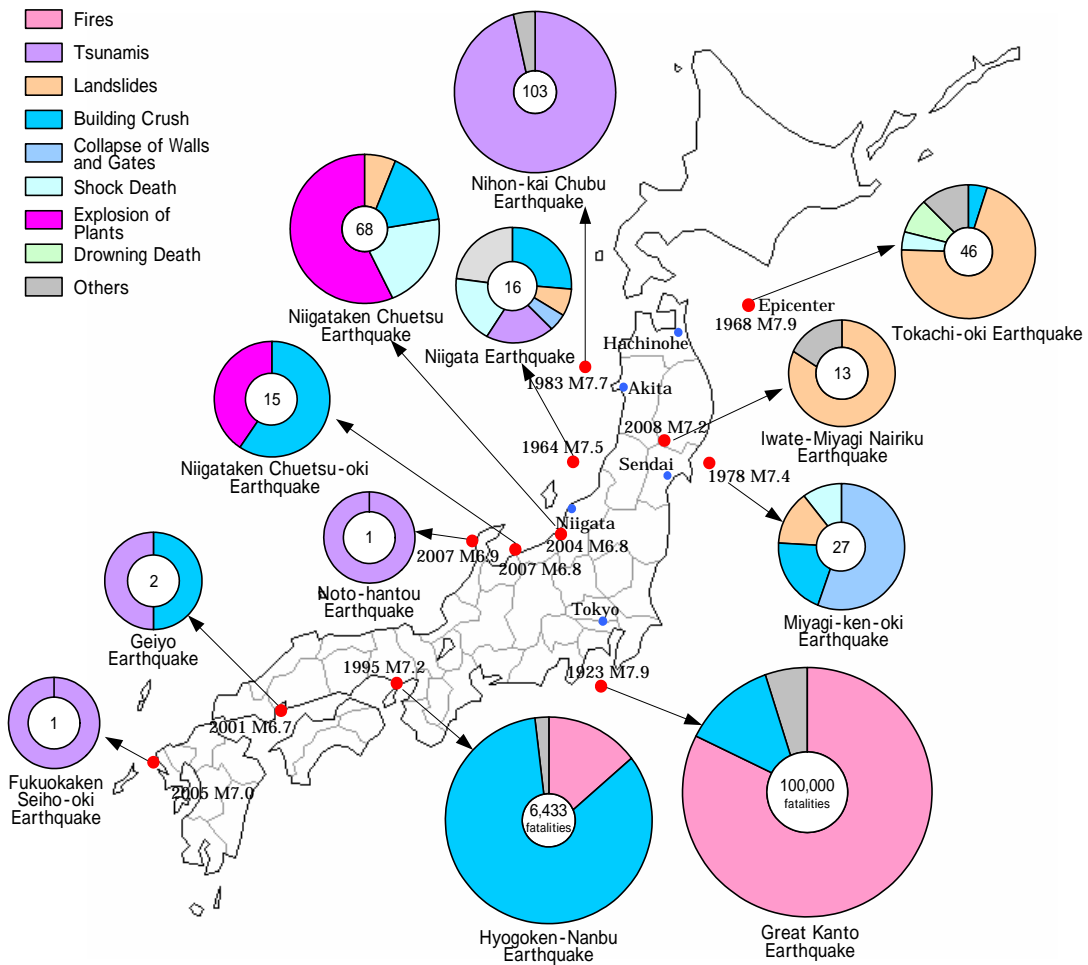 Fires
Tsunamis
Landslides
Building Crush
Collapse of Walls
and Gates
Shock Death
Explosion of
Plants
Drowning Death
Others
103
Nihon-kai Chubu
Earthquake
68
Niigataken Chuetsu
Earthquake
16
Niigata Earthquake
46
Tokachi-oki Earthquake
Epicenter
1968 M7.9
Hachinohe
1983 M7.7
Akita
13
Iwate-Miyagi Nairiku
Earthquake
2008 M7.2
15
Niigataken Chuetsu-oki
Earthquake
1964 M7.5
Sendai
1978 M7.4
27
Miyagi-ken-oki
Earthquake
1
Noto-hantou
Earthquake
2007 M6.9
Niigata
2004 M6.8
2007 M6.8
2
Geiyo
Earthquake
Tokyo
1995 M7.2
1923 M7.9
2001 M6.7
1
Fukuokaken
Seiho-oki
Earthquake
2005 M7.0
6,433
fatalities
Hyogoken-Nanbu
Earthquake
100,000
fatalities
Great Kanto
Earthquake